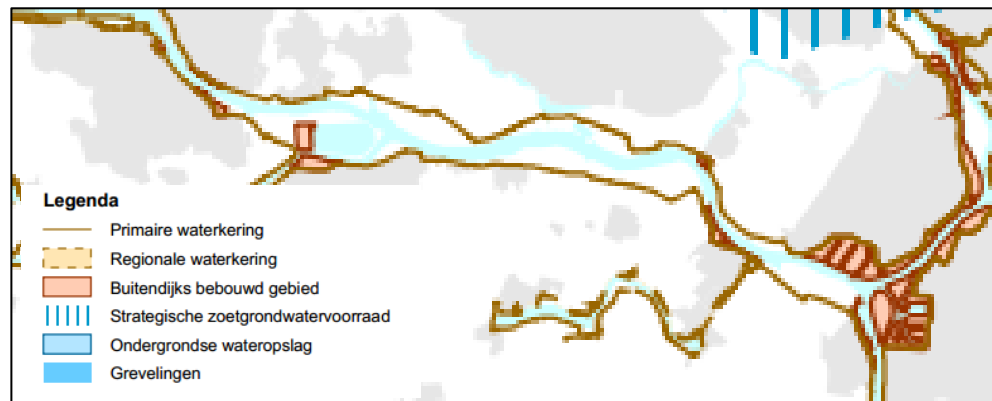 Legenda
Primaire waterkering
Regionale waterkering
Buitendijks bebouwd gebied
Strategische zoetgrondwatervoorraad
Ondergrondse wateropslag
Grevelingen